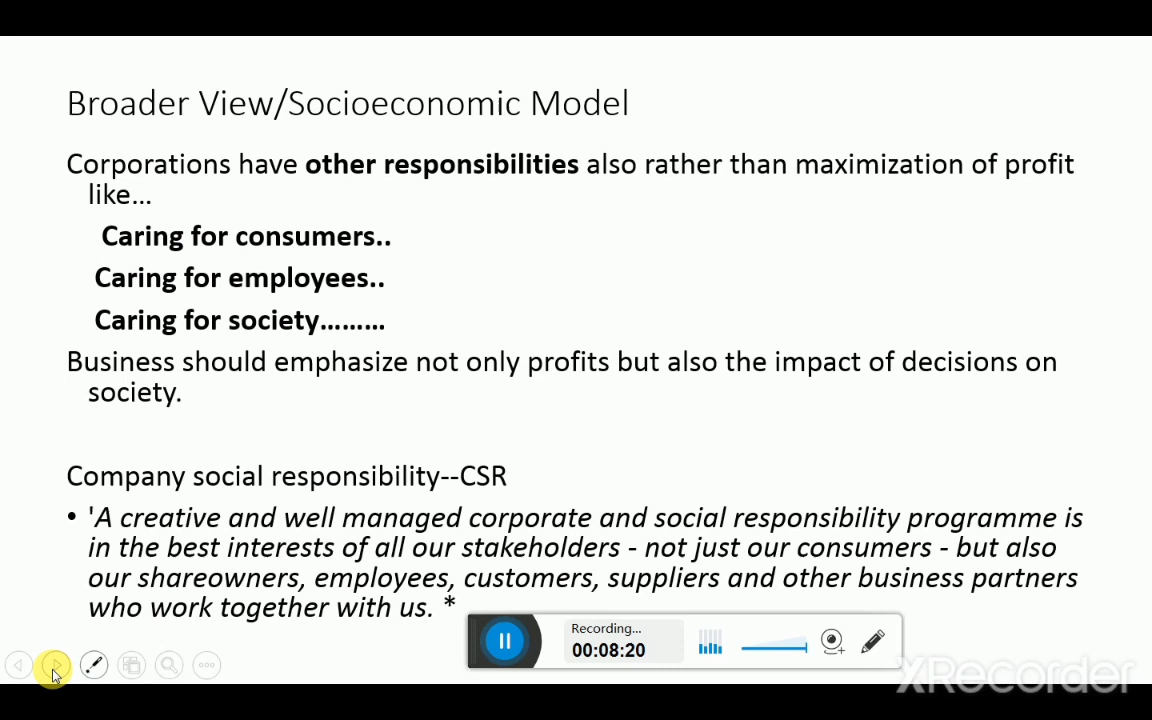 Broader View/Socioeconomic Model
Corporations have other responsibilities also rather than maximization of profit
like...
Caring for consumers..
Caring for employees..
Caring for society.........
Business should emphasize not only profits but also the impact of decisions on
society.
Company social responsibility--CSR
• 'A creative and well managed corporate and social responsibility programme is
in the best interests of all our stakeholders - not just our consumers - but also
our shareowners, employees, customers, suppliers and other business partners
who work together with us. *
Recording...
00:08:20
XRecorder